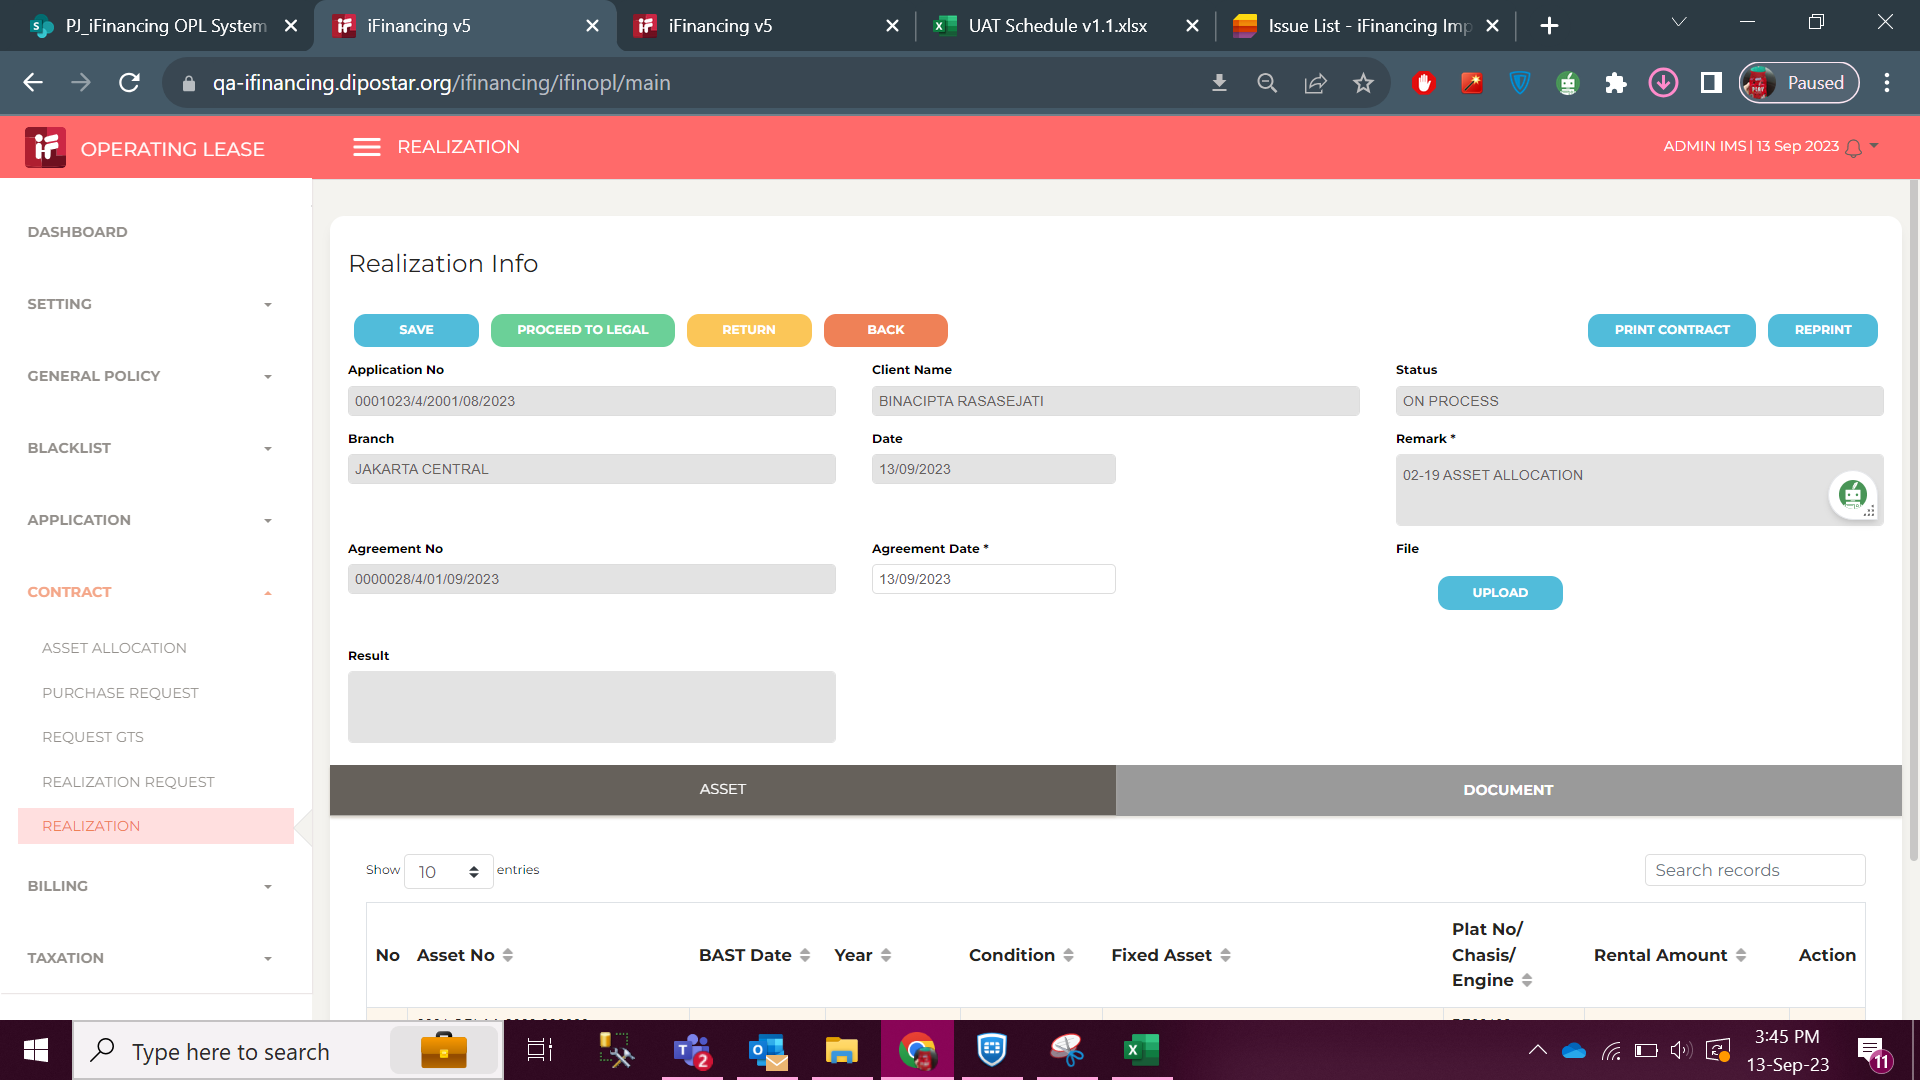 PJ_iFinancing OPL System
iFinancing v5
iFinancing v5
UAT Schedule v1.1.xlsx
Issue List - iFinancing Imp
qa-ifinancing.dipostar.org/ifinancing/ifinopl/main
Paused
iF OPERATING LEASE
REALIZATION
ADMIN IMS | 13 Sep 2023
DASHBOARD
SETTING
GENERAL POLICY
BLACKLIST
APPLICATION
CONTRACT
ASSET ALLOCATION
PURCHASE REQUEST
REQUEST GTS
REALIZATION REQUEST
REALIZATION
BILLING
TAXATION
Realization Info
SAVE
PROCEED TO LEGAL
RETURN
BACK
PRINT CONTRACT
REPRINT
Application No
0001023/4/2001/08/2023
Client Name
BINACIPTA RASASEJATI
Status
ON PROCESS
Branch
JAKARTA CENTRAL
Date
13/09/2023
Remark *
02-19 ASSET ALLOCATION
Agreement No
0000028/4/01/09/2023
Agreement Date *
13/09/2023
File
UPLOAD
Result
ASSET
DOCUMENT
Show 10 entries
Search records
No
Asset No
BAST Date
Year
Condition
Fixed Asset
Plat No/
Chasis/
Engine
Rental Amount
Action
Type here to search
2
3:45 PM
13-Sep-23
11